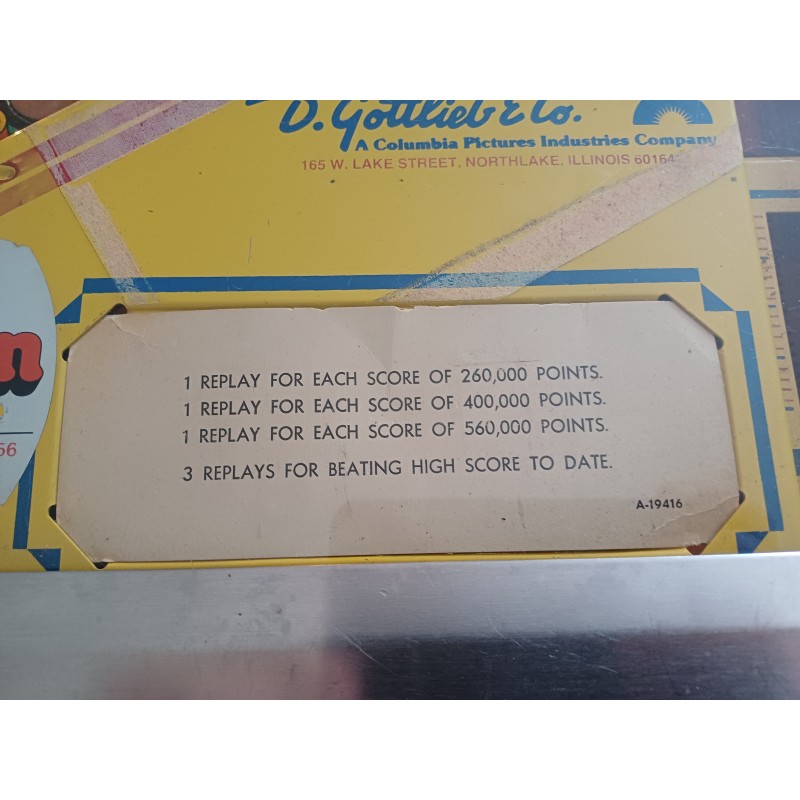 D. Gottlieb & Co.
A Columbia Pictures Industries Company
165 W. LAKE STREET, NORTHLAKE, ILLINOIS 60164
1 REPLAY FOR EACH SCORE OF 260,000 POINTS.
1 REPLAY FOR EACH SCORE OF 400,000 POINTS.
1 REPLAY FOR EACH SCORE OF 560,000 POINTS.
3 REPLAYS FOR BEATING HIGH SCORE TO DATE.
A-19416
n
56